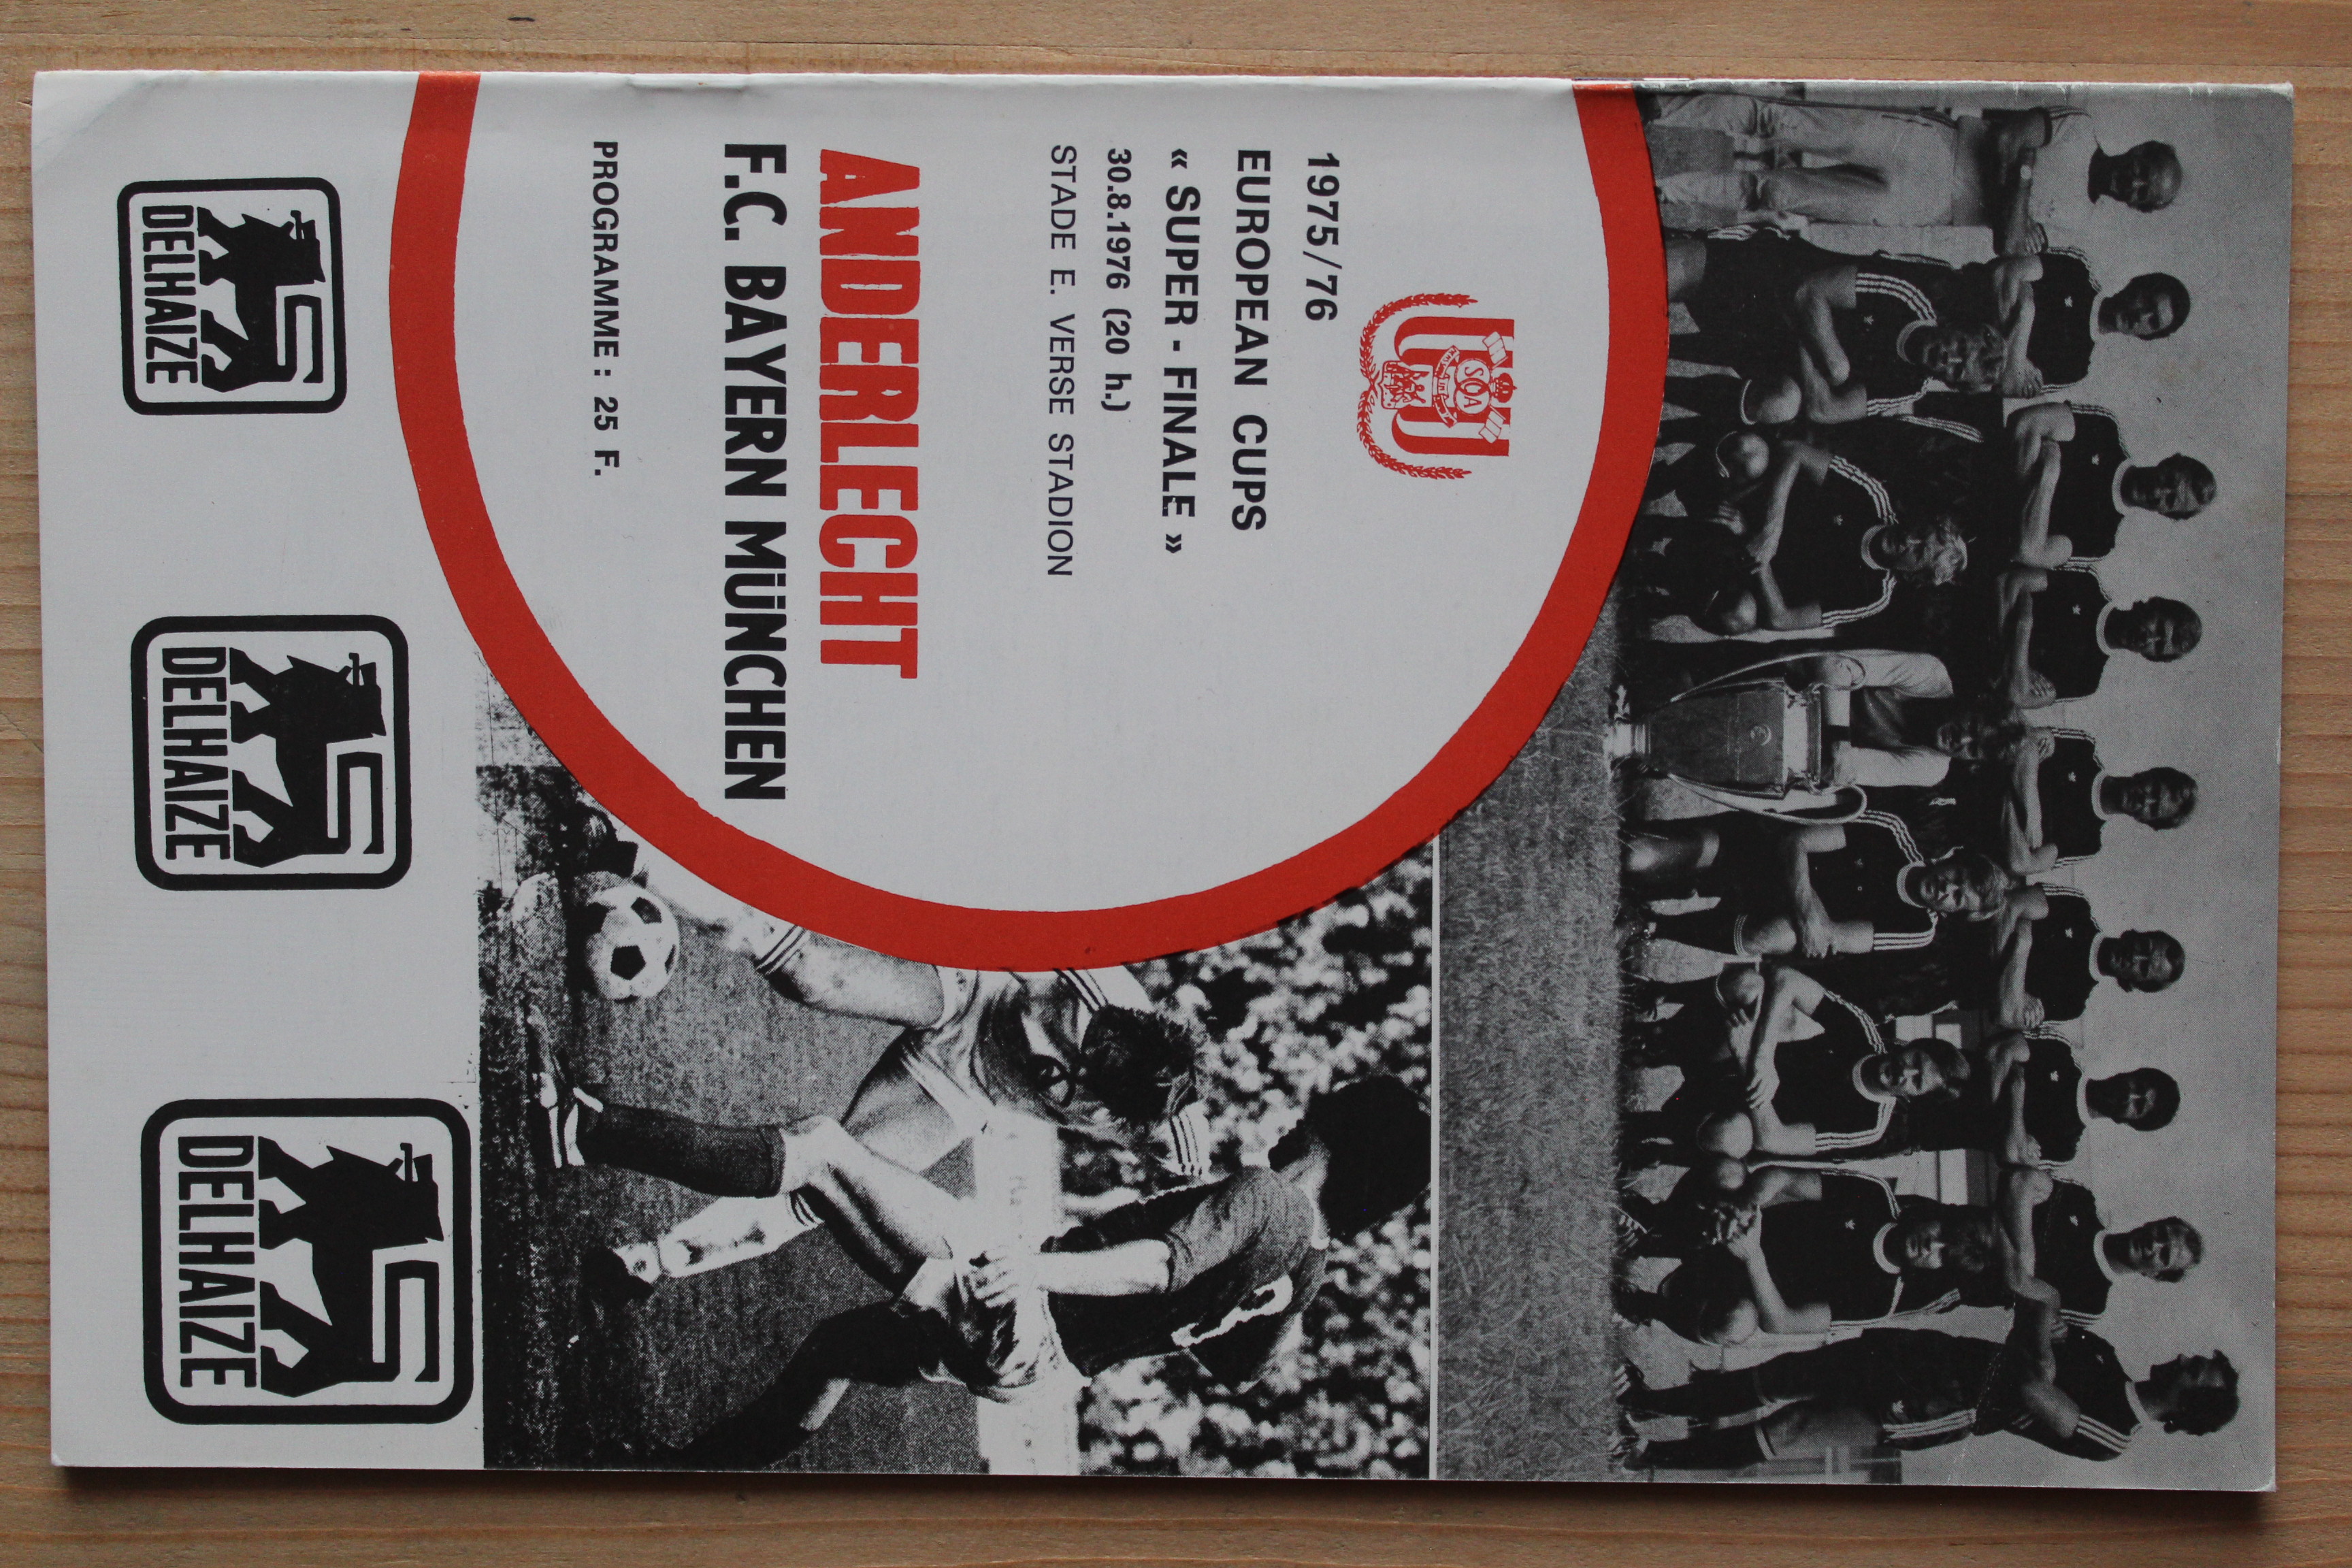 1975/76
EUROPEAN CUPS
« SUPER - FINALE »
30.8.1976 (20 h.)
STADE E. VERSE STADION
ANDERLECHT
F.C. BAYERN MÜNCHEN
PROGRAMME : 25 F.
DELHAIZE
DELHAIZE
DELHAIZE